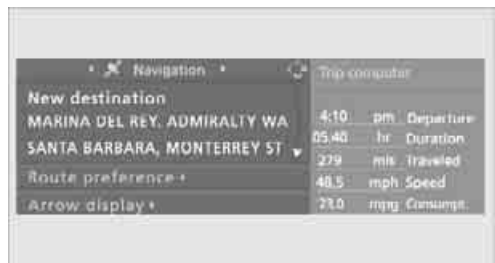 Navigation
Trip computer
New destination
MARINA DEL REY, ADMIRALTY WA
SANTA BARBARA, MONTERREY ST
Route preference
Arrow display
4:10 pm Departure
05.40 hr Duration
279 mls Traveled
48.5 mph Speed
23.0 mpg Consumpt.